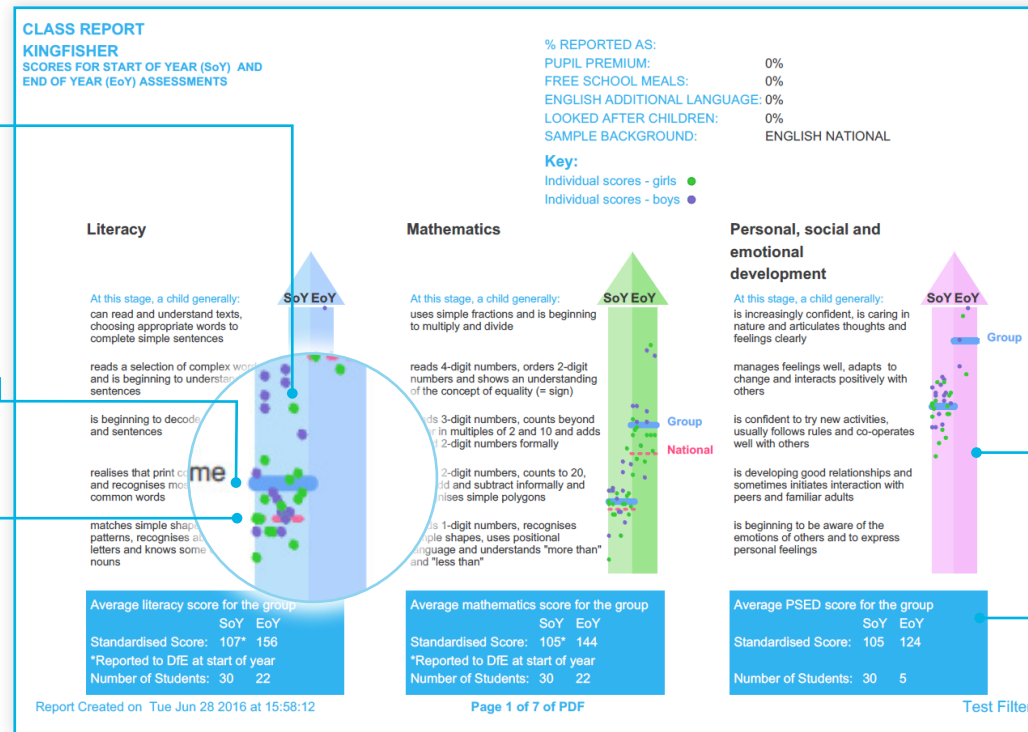 CLASS REPORT
KINGFISHER
SCORES FOR START OF YEAR (SoY) AND
END OF YEAR (EoY) ASSESSMENTS
% REPORTED AS:
PUPIL PREMIUM: 0%
FREE SCHOOL MEALS: 0%
ENGLISH ADDITIONAL LANGUAGE: 0%
LOOKED AFTER CHILDREN: 0%
SAMPLE BACKGROUND: ENGLISH NATIONAL
Key:
Individual scores - girls
Individual scores - boys
Literacy
SoY EoY
At this stage, a child generally:
can read and understand texts,
choosing appropriate words to
complete simple sentences
reads a selection of complex
and is beginning to
sentences
is beginning to decode
and sentences
realises that print
and recognises
common words
matches simple
patterns, recognises
letters and knows some
nouns
me
Average literacy score for the group
SoY EoY
Standardised Score: 107* 156
*Reported to DfE at start of year
Number of Students: 30 22
Mathematics
SoY EoY
At this stage, a child generally:
uses simple fractions and is beginning
to multiply and divide
reads 4-digit numbers, orders 2-digit
numbers and shows an understanding
of the concept of equality (= sign)
3-digit numbers, counts beyond
in multiples of 2 and 10 and adds
2-digit numbers formally
2-digit numbers, counts to 20,
and subtract informally and
simple polygons
1-digit numbers, recognises
shapes, uses positional
and understands "more than"
and "less than"
Group
National
Average mathematics score for the group
SoY EoY
Standardised Score: 105* 144
*Reported to DfE at start of year
Number of Students: 30 22
Personal, social and
emotional
development
SoY EoY
At this stage, a child generally:
is increasingly confident, is caring in
nature and articulates thoughts and
feelings clearly
manages feelings well, adapts to
change and interacts positively with
others
is confident to try new activities,
usually follows rules and co-operates
well with others
is developing good relationships and
sometimes initiates interaction with
peers and familiar adults
is beginning to be aware of the
emotions of others and to express
personal feelings
Group
Average PSED score for the group
SoY EoY
Standardised Score: 105 124
Number of Students: 30 5
Report Created on Tue Jun 28 2016 at 15:58:12
Page 1 of 7 of PDF
Test Filter